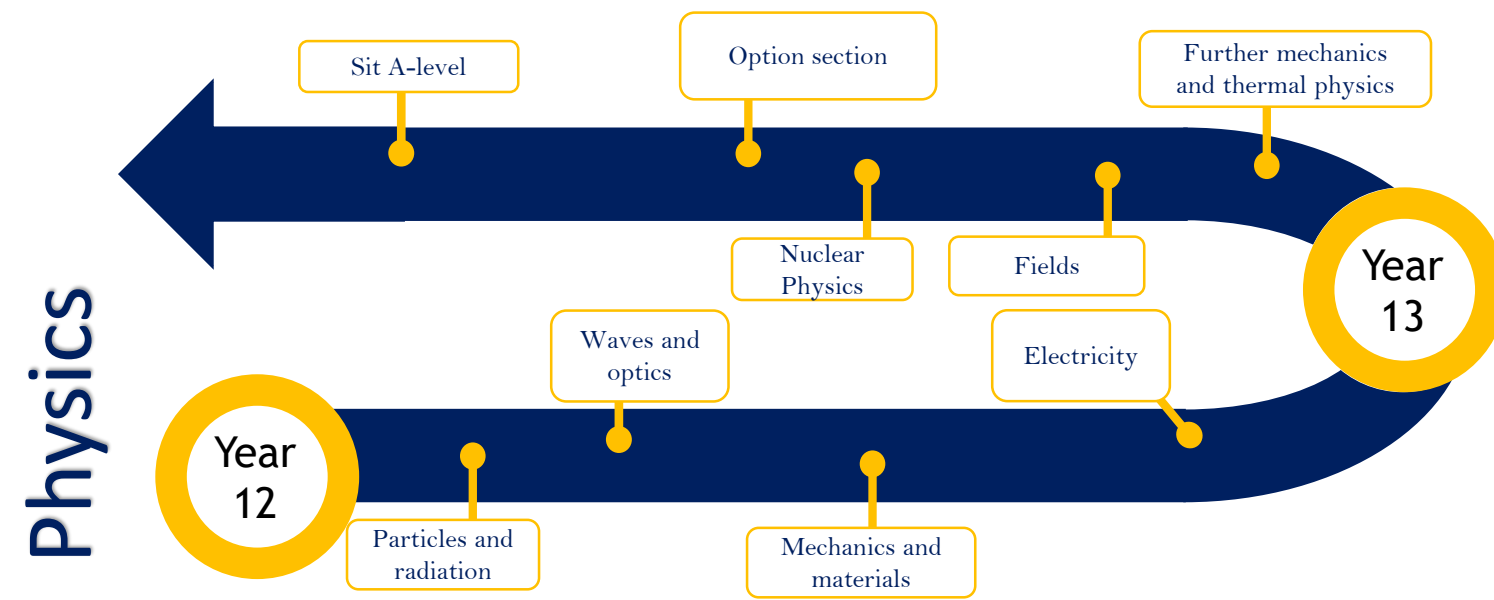 Sit A-level
Option section
Further mechanics
and thermal physics
Nuclear
Physics
Fields
Year
13
Physics
Waves and
optics
Electricity
Year
12
Particles and
radiation
Mechanics and
materials